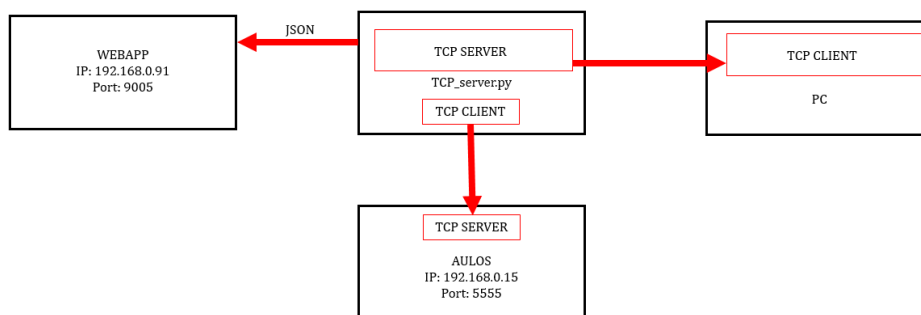 JSON
WEBAPP
IP: 192.168.0.91
Port: 9005
TCP SERVER
TCP_server.py
TCP CLIENT
TCP CLIENT
PC
TCP SERVER
AULOS
IP: 192.168.0.15
Port: 5555